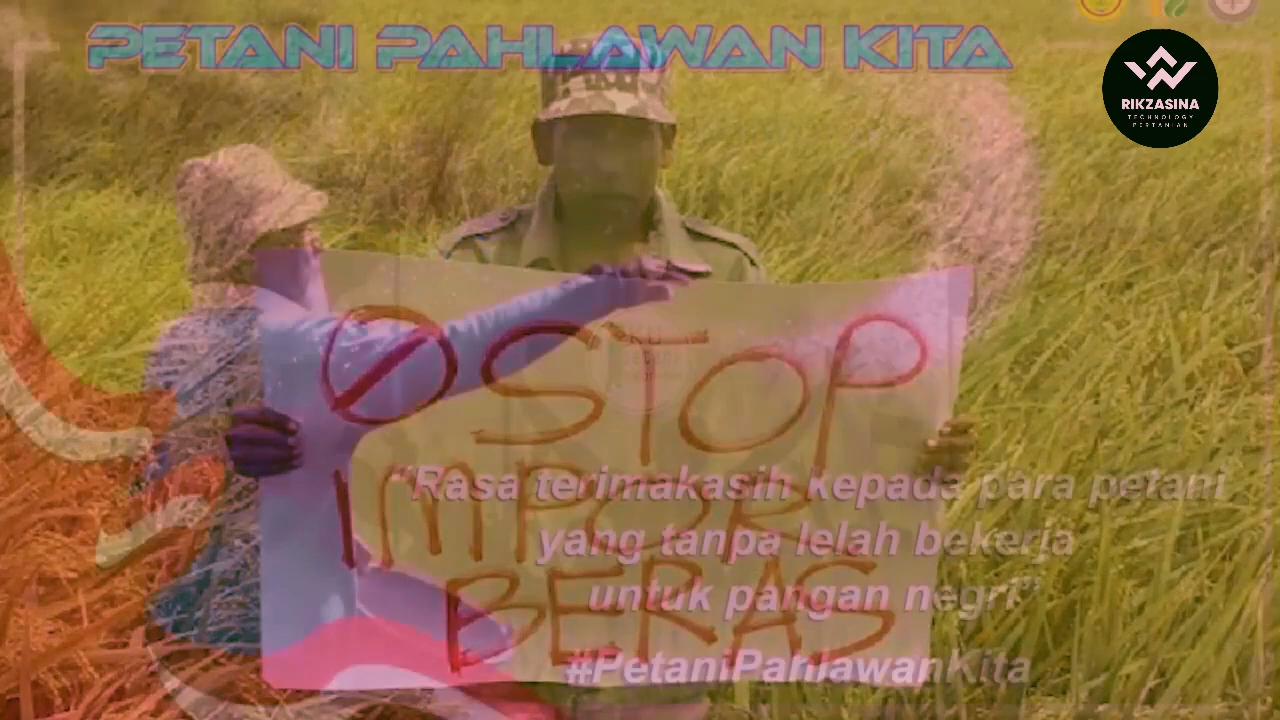 PETANI PAHLAWAN KITA
RIKZASINA
TECHNOLOGY
PERTANIAN
STOP
IMPOR
BERAS
"Rasa terimakasih kepada para petani
yang tanpa lelah bekerja
untuk pangan negri"
#PetaniPahlawanKita